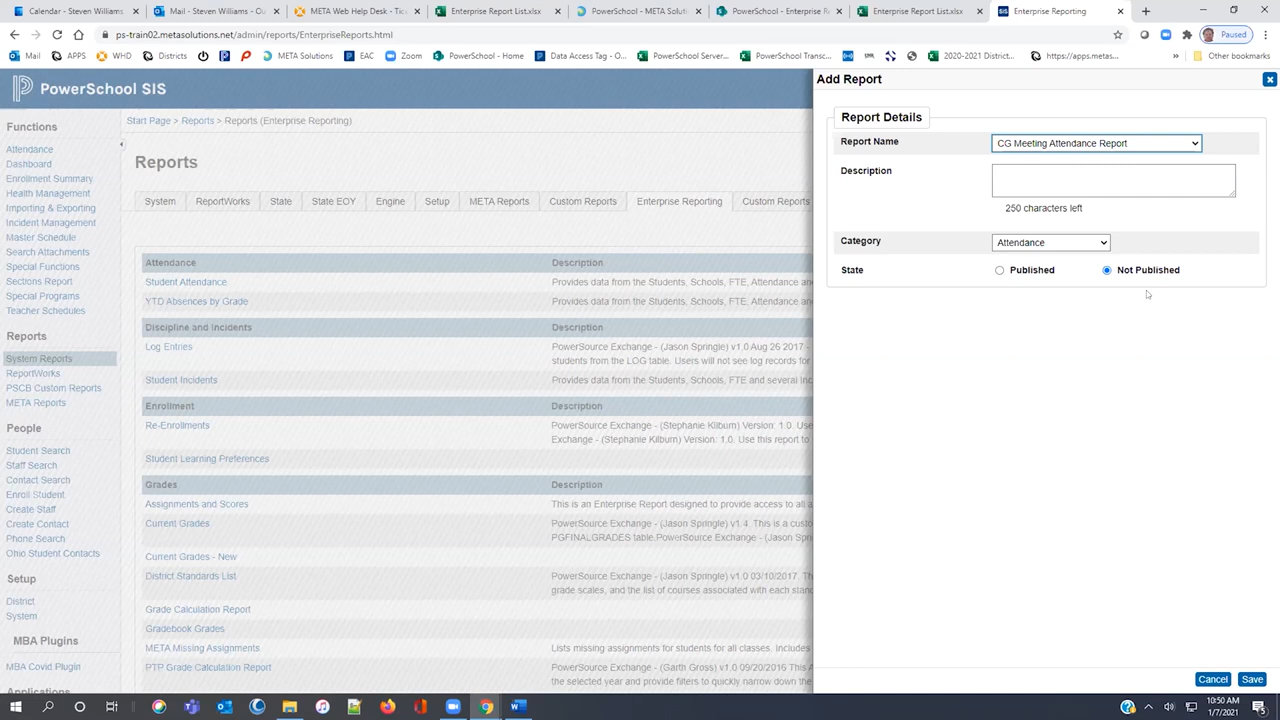 Calendar - Steven Williams
Mail - Steven Williams - Ou
META Web Help Desk - Tick
Enterprise Report List.xlsx
PowerSchool - META Soluti
PowerSchool - Enterprise Re
Enterprise Report List.xlsx
Enterprise Reporting
ps-train02.metasolutions.net/admin/reports/EnterpriseReports.html
Paused
Mail
APPS
WHD
Districts
META Solutions
EAC
Zoom
PowerSchool - Home
Data Access Tag - O...
PowerSchool Server...
PowerSchool Transc...
2020-2021 District...
https://apps.metas...
Other bookmarks
PowerSchool SIS
Functions
Attendance
Dashboard
Enrollment Summary
Health Management
Importing & Exporting
Incident Management
Master Schedule
Search Attachments
Special Functions
Sections Report
Special Programs
Teacher Schedules
Reports
System Reports
ReportWorks
PSCB Custom Reports
META Reports
People
Student Search
Staff Search
Contact Search
Enroll Student
Create Staff
Create Contact
Phone Search
Ohio Student Contacts
Setup
District
System
MBA Plugins
MBA Covid Plugin
Applications
Start Page > Reports > Reports (Enterprise Reporting)
Reports
System
ReportWorks
State
State EOY
Engine
Setup
META Reports
Custom Reports
Enterprise Reporting
Custom Reports
Attendance Description
Student Attendance Provides data from the Students, Schools, FTE, Attendance an
YTD Absences by Grade Provides data from the Students, Schools, FTE, Attendance and
Discipline and Incidents Description
Log Entries PowerSource Exchange - (Jason Springle) v1.0 Aug 26 2017 -
students from the LOG table. Users will not see log records for
Student Incidents Provides data from the Students, Schools, FTE and several Inc
Enrollment Description
Re-Enrollments PowerSource Exchange - (Stephanie Kilburn) Version: 1.0. Use
Exchange - (Stephanie Kilburn) Version: 1.0. Use this report to
Student Learning Preferences
Grades Description
Assignments and Scores This is an Enterprise Report designed to provide access to all a
Current Grades PowerSource Exchange - (Jason Springle) v1.4. This is a custo
PGFINALGRADES table.PowerSource Exchange - (Jason Spr
Current Grades - New
District Standards List PowerSource Exchange - (Jason Springle) v1.0 03/10/2017. Th
grade scales, and the list of courses associated with each stand
Grade Calculation Report
Gradebook Grades
META Missing Assignments Lists missing assignments for students for all classes. Includes
PTP Grade Calculation Report PowerSource Exchange - (Garth Gross) v1.0 09/20/2016 This A
the selected year and provide filters to quickly narrow down the
Add Report
Report Details
Report Name CG Meeting Attendance Report
Description
250 characters left
Category Attendance
State Published Not Published
Cancel Save
10:50 AM
1/7/2021
5